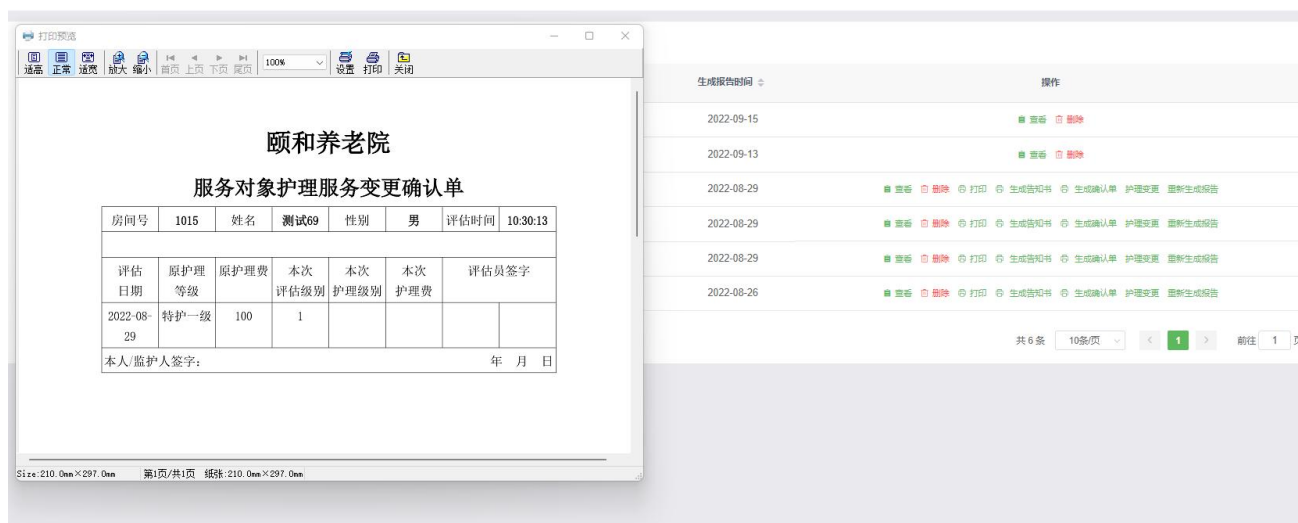 打印预览
适高 正常 适宽 放大 缩小 首页 上页 下页 尾页 100% 设置 打印 关闭
颐和养老院
服务对象护理服务变更确认单
房间号 1015 姓名 测试69 性别 男 评估时间 10:30:13
评估日期 原护理等级 原护理费 本次评估级别 本次护理级别 本次护理费 评估员签字
2022-08-29 特护一级 100 1
本人/监护人签字: 年 月 日
Size:210.0mm×297.0mm 第1页/共1页 纸张:210.0mm×297.0mm
生成报告时间 操作
2022-09-15 查看 删除
2022-09-13 查看 删除
2022-08-29 查看 删除 打印 生成告知书 生成确认单 护理变更 重新生成报告
2022-08-29 查看 删除 打印 生成告知书 生成确认单 护理变更 重新生成报告
2022-08-29 查看 删除 打印 生成告知书 生成确认单 护理变更 重新生成报告
2022-08-26 查看 删除 打印 生成告知书 生成确认单 护理变更 重新生成报告
共 6 条 10条/页 < 1 > 前往 1